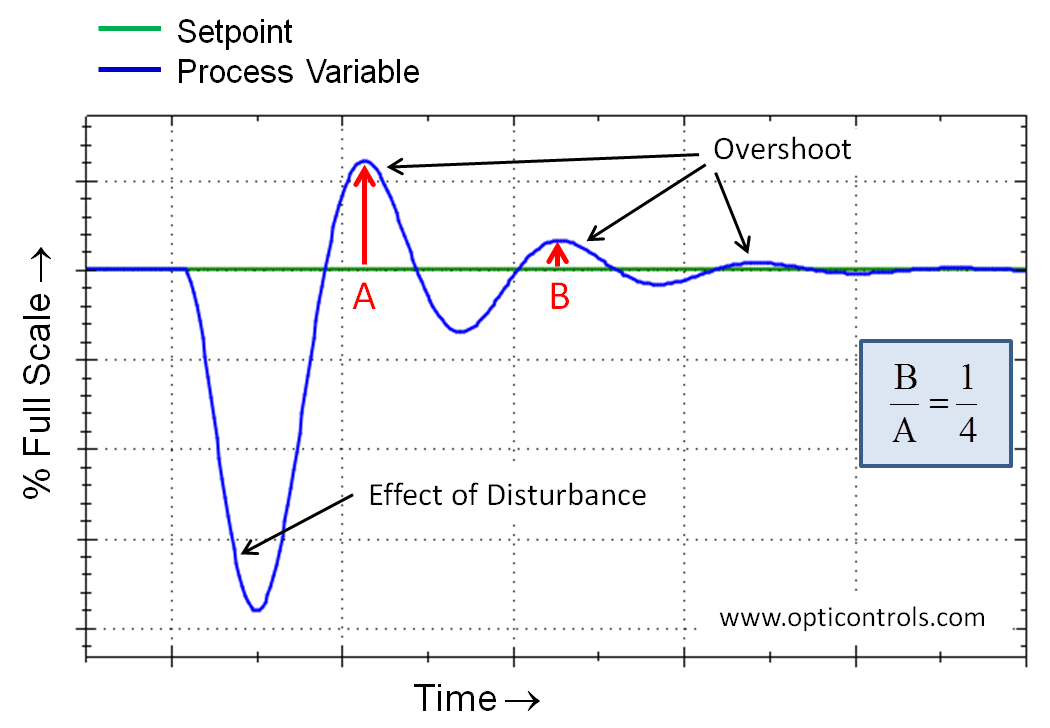 Setpoint
Process Variable
Overshoot
% Full Scale →
A
B
B
A
=
1
4
Effect of Disturbance
www.opticontrols.com
Time →